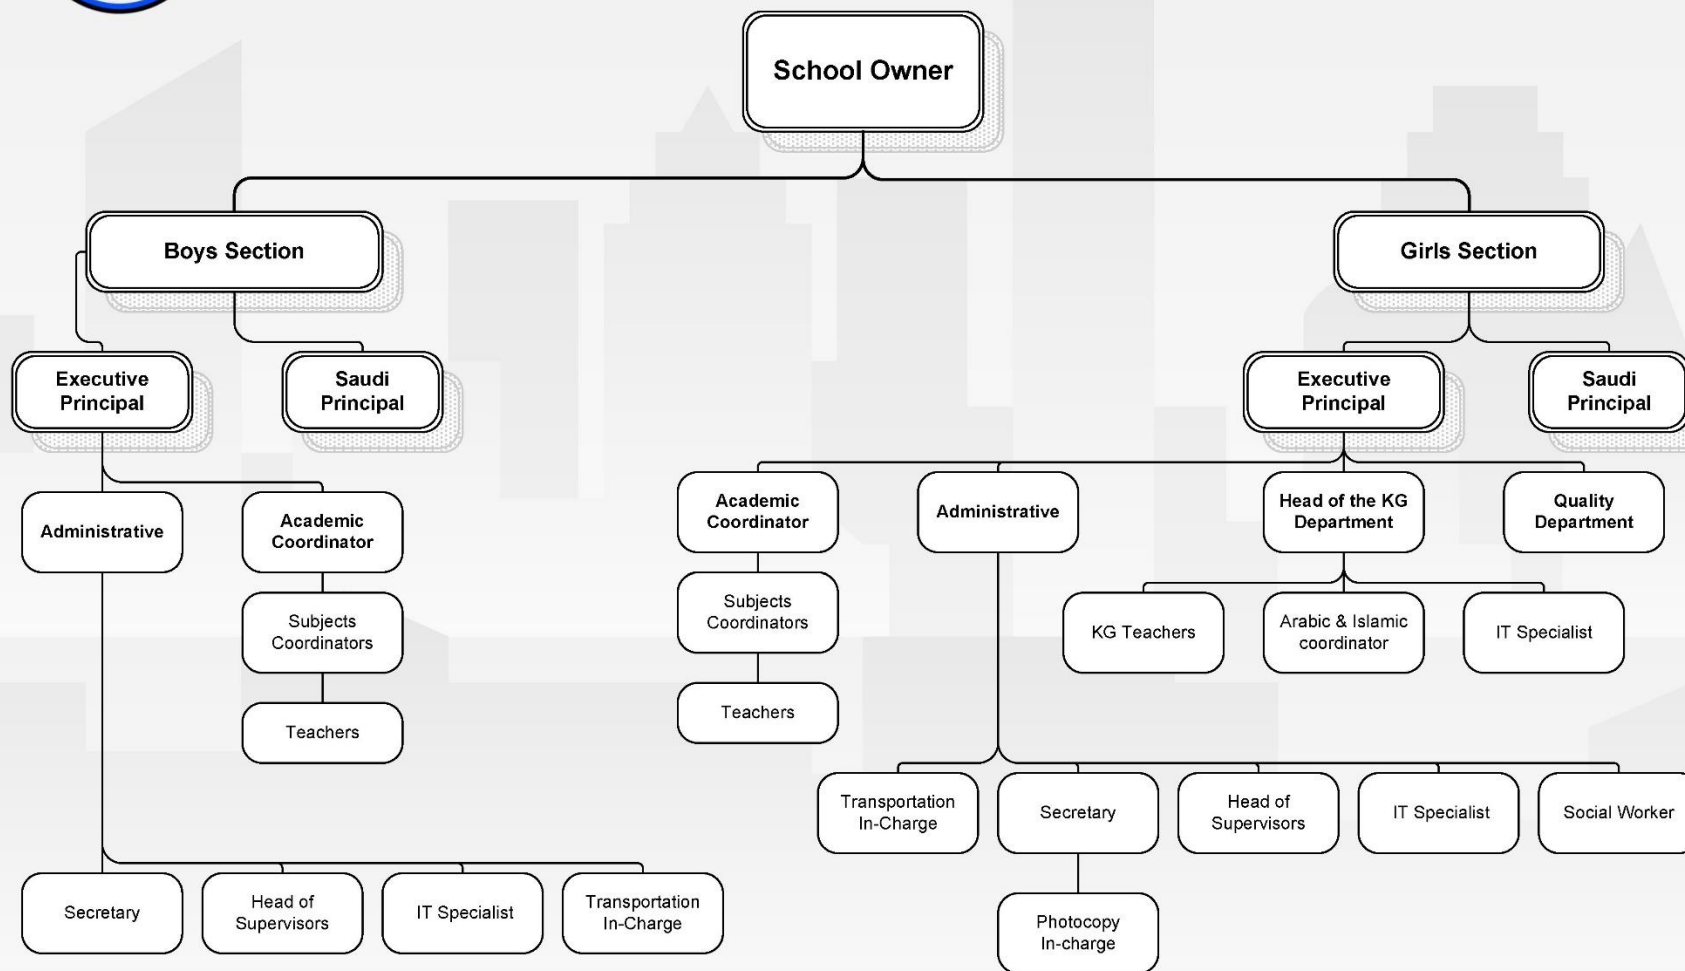 School Owner
Boys Section
Girls Section
Executive
Principal
Saudi
Principal
Executive
Principal
Saudi
Principal
Administrative
Academic
Coordinator
Academic
Coordinator
Administrative
Head of the KG
Department
Quality
Department
Subjects
Coordinators
Subjects
Coordinators
KG Teachers
Arabic & Islamic
coordinator
IT Specialist
Teachers
Teachers
Transportation
In-Charge
Secretary
Head of
Supervisors
IT Specialist
Social Worker
Secretary
Head of
Supervisors
IT Specialist
Transportation
In-Charge
Photocopy
In-charge